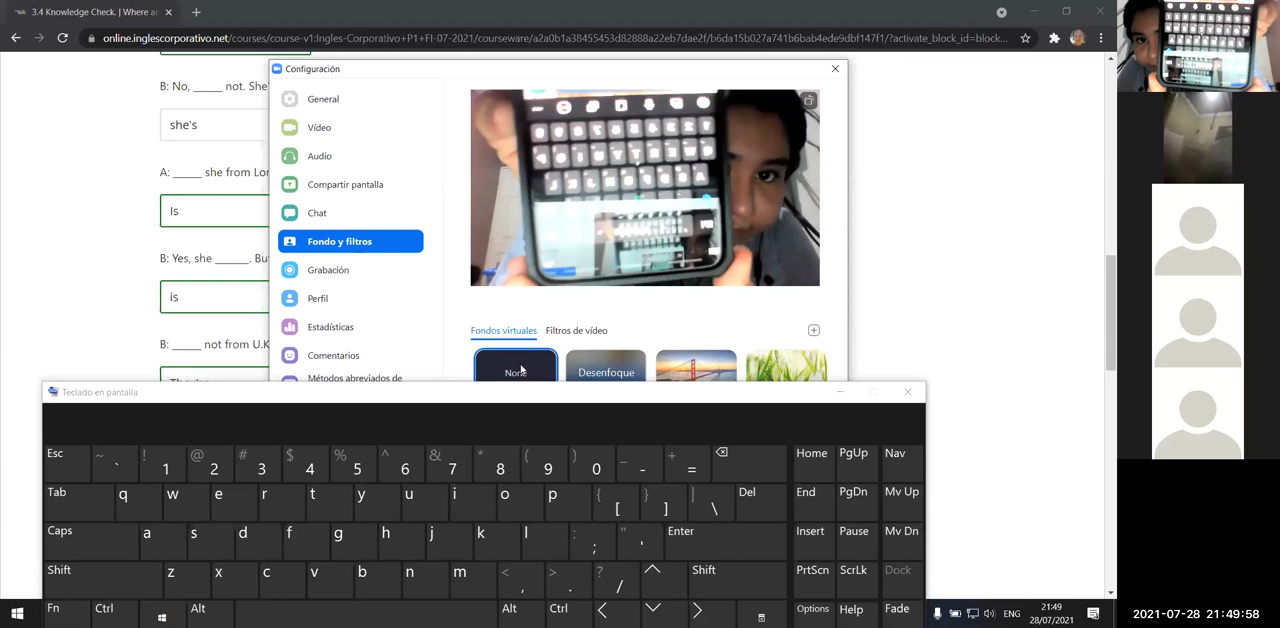 3.4 Knowledge Check. | Where ar
online.inglescorporativo.net/courses/course-v1:Ingles-Corporativo+P1+FI-07-2021/courseware/a2a0b1a38455453d82888a22eb7dae2f/b6da15b027a741b6bab4ede9dbf147f1/?activate_block_id=block...
B: No, _____ not. She'
she's
A: _____ she from Lor
Is
B: Yes, she ______. Bu
is
B: _____ not from U.K
They're
Configuración
General
Vídeo
Audio
Compartir pantalla
Chat
Fondo y filtros
Grabación
Perfil
Estadísticas
Comentarios
Métodos abreviados de
Fondos virtuales Filtros de vídeo
None Desenfoque
Teclado en pantalla
Esc ~ ` ! 1 @ 2 # 3 $ 4 % 5 ^ 6 & 7 * 8 ( 9 ) 0 _ - + = Home PgUp Nav
Tab q w e r t y u i o p { [ } ] | \ Del End PgDn Mv Up
Caps a s d f g h j k l : ; " ' Enter Insert Pause Mv Dn
Shift z x c v b n m < , > . ? / Shift PrtScn ScrLk Dock
Fn Ctrl Alt Alt Ctrl Options Help Fade
ENG
21:49
28/07/2021
2021-07-28 21:49:58